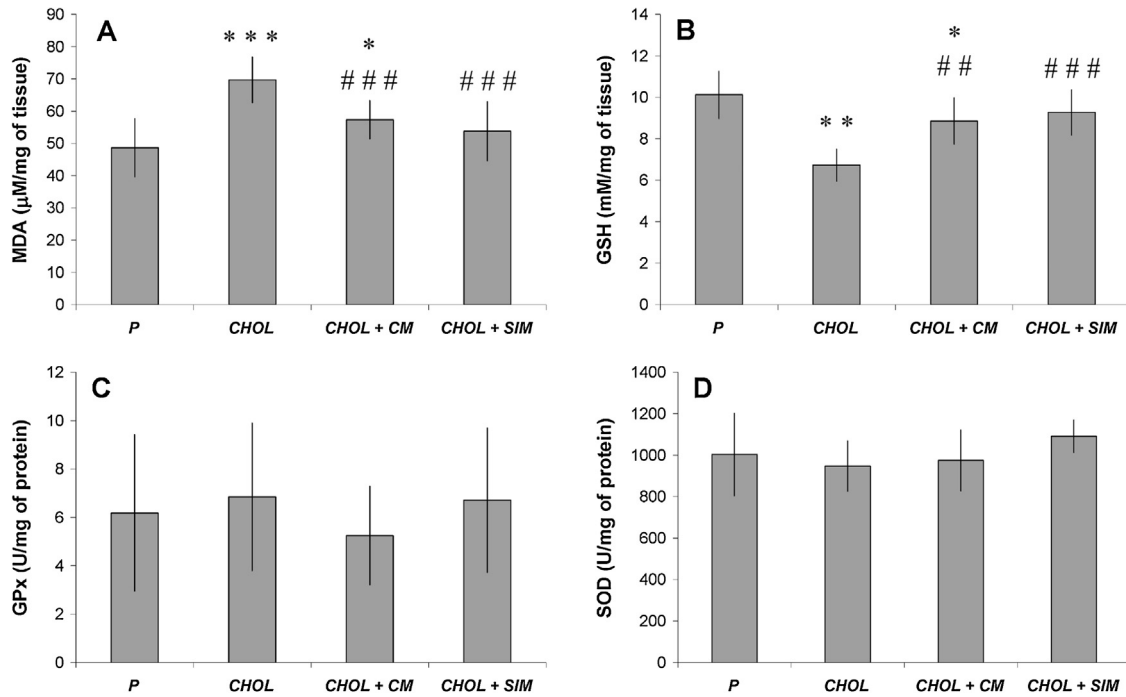 A
MDA (µM/mg of tissue)
90
80
70
60
50
40
30
20
10
0
* * *
*
# # #
# # #
P
CHOL
CHOL + CM
CHOL + SIM
B
GSH (mM/mg of tissue)
14
12
10
8
6
4
2
0
* *
*
# #
# # #
P
CHOL
CHOL + CM
CHOL + SIM
C
GPx (U/mg of protein)
12
10
8
6
4
2
0
P
CHOL
CHOL + CM
CHOL + SIM
D
SOD (U/mg of protein)
1400
1200
1000
800
600
400
200
0
P
CHOL
CHOL + CM
CHOL + SIM